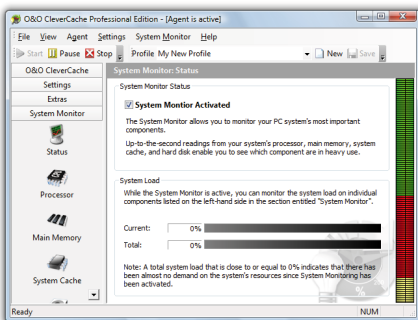 O&O CleverCache Professional Edition - [Agent is active]
File View Agent Settings System Monitor Help
Start Pause Stop Profile My New Profile New Save
O&O CleverCache
Settings
Extras
System Monitor
Status
Processor
Main Memory
System Cache
System Monitor: Status
System Monitor Status
System Montior Activated
The System Monitor allows you to monitor your PC system's most important
components.
Up-to-the-second readings from your system's processor, main memory, system
cache, and hard disk enable you to see which component are in heavy use.
System Load
While the System Monitor is active, you can monitor the system load on individual
components listed on the left-hand side in the section entitled "System Monitor".
Current: 0%
Total: 0%
Note: A total system load that is close to or equal to 0% indicates that there has
been almost no demand on the system's resources since System Monitoring has
been activated.
%
Ready NUM